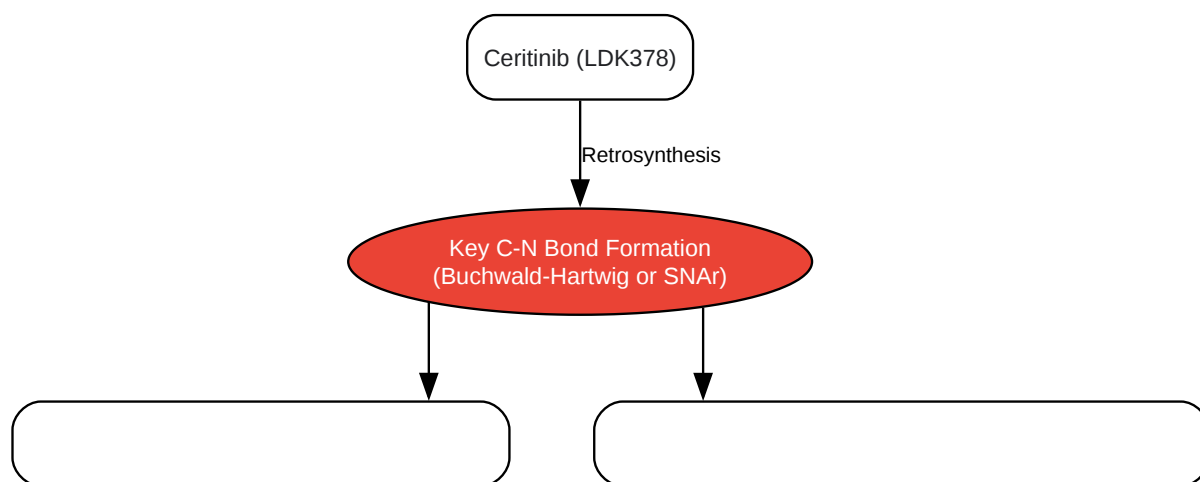 Ceritinib (LDK378)
Retrosynthesis
Key C-N Bond Formation
(Buchwald-Hartwig or SNAr)